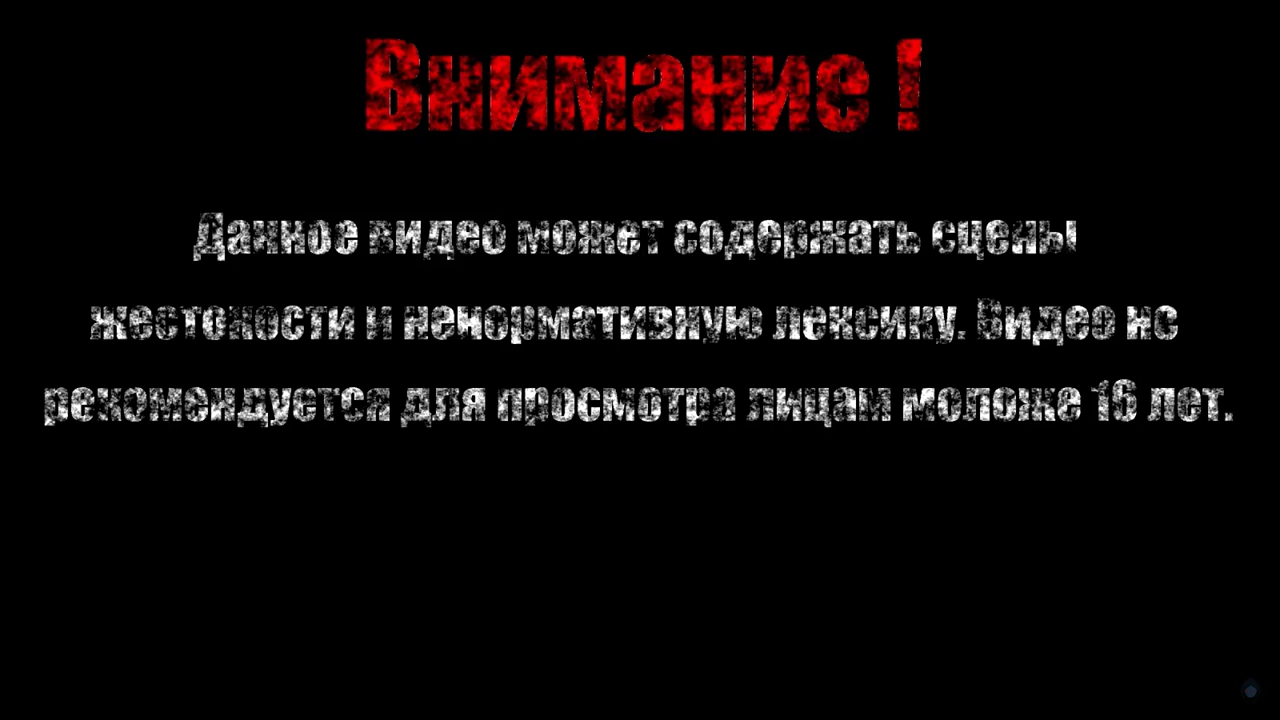 Внимание !
Данное видео может содержать сцены
жестокости и ненормативную лексику. Видео не
рекомендуется для просмотра лицам моложе 16 лет.